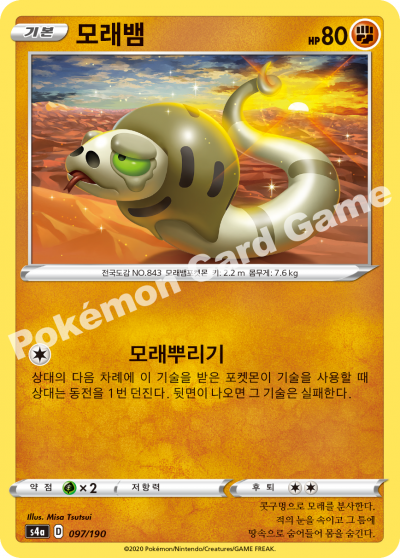 기본 모래뱀 HP 80
전국도감 NO.843 모래뱀포켓몬 키: 2.2 m 몸무게: 7.6 kg
Pokémon Card Game
모래뿌리기
상대의 다음 차례에 이 기술을 받은 포켓몬이 기술을 사용할 때
상대는 동전을 1번 던진다. 뒷면이 나오면 그 기술은 실패한다.
약점 ×2 저항력 후퇴
Illus. Misa Tsutsui
s4a D 097/190
콧구멍으로 모래를 분사한다.
적의 눈을 속이고 그 틈에
땅속으로 숨어들어 몸을 숨긴다.
©2020 Pokémon/Nintendo/Creatures/GAME FREAK.